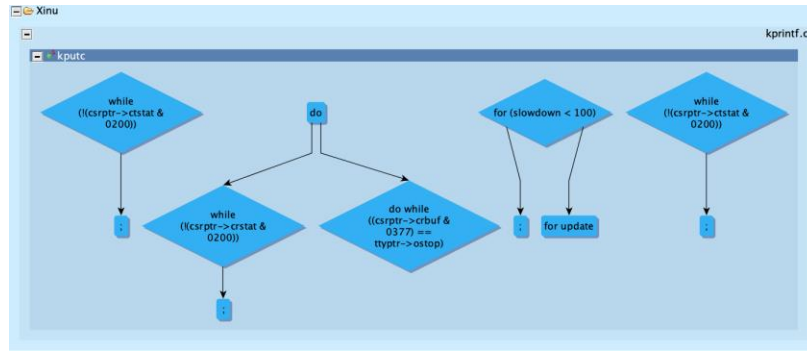 Xinu
kprintf.c
kputc
while
(!(csrptr->ctstat &
0200))
do
for (slowdown < 100)
while
(!(csrptr->ctstat &
0200))
;
while
(!(csrptr->crstat &
0200))
do while
((csrptr->crbuf &
0377) ==
ttyptr->ostop)
;
for update
;
;